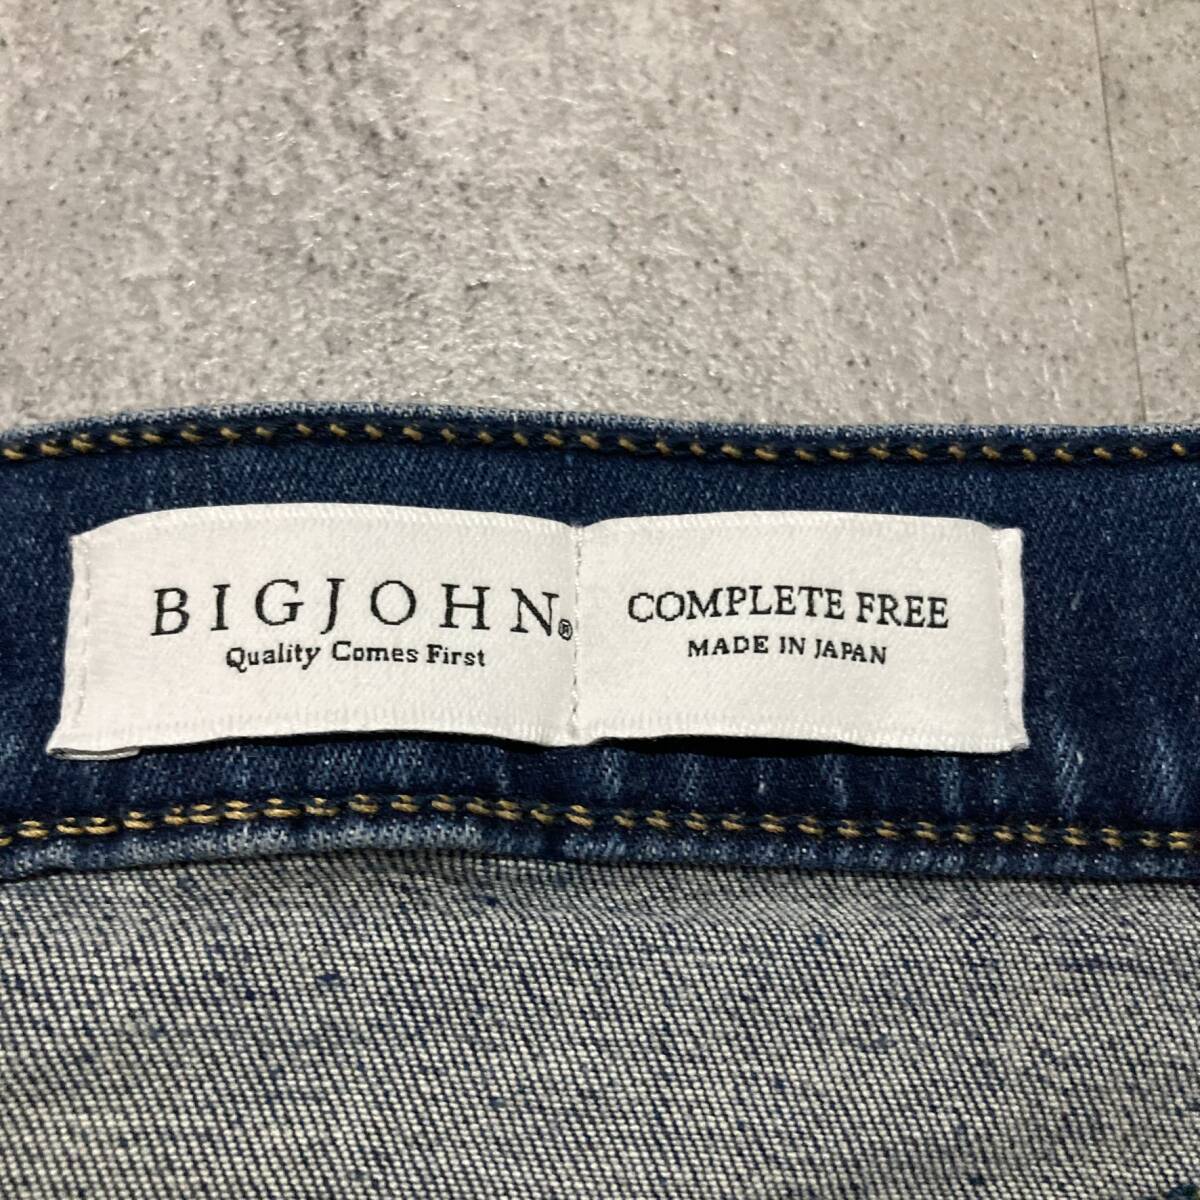 BIGJOHN®
Quality Comes First
COMPLETE FREE
MADE IN JAPAN